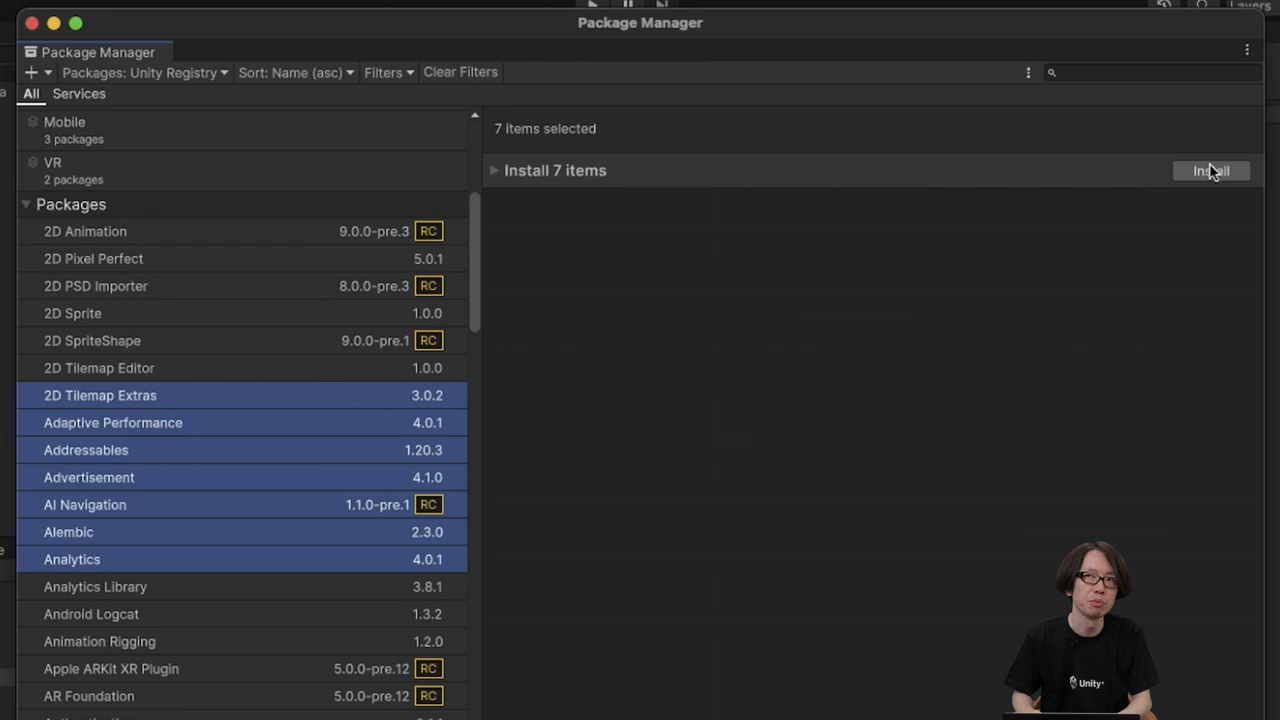 Layers
Package Manager
Package Manager
+ Packages: Unity Registry Sort: Name (asc) Filters Clear Filters
All Services
Mobile
3 packages
VR
2 packages
Packages
2D Animation 9.0.0-pre.3 RC
2D Pixel Perfect 5.0.1
2D PSD Importer 8.0.0-pre.3 RC
2D Sprite 1.0.0
2D SpriteShape 9.0.0-pre.1 RC
2D Tilemap Editor 1.0.0
2D Tilemap Extras 3.0.2
Adaptive Performance 4.0.1
Addressables 1.20.3
Advertisement 4.1.0
AI Navigation 1.1.0-pre.1 RC
Alembic 2.3.0
Analytics 4.0.1
Analytics Library 3.8.1
Android Logcat 1.3.2
Animation Rigging 1.2.0
Apple ARKit XR Plugin 5.0.0-pre.12 RC
AR Foundation 5.0.0-pre.12 RC
7 items selected
Install 7 items Install
Unity